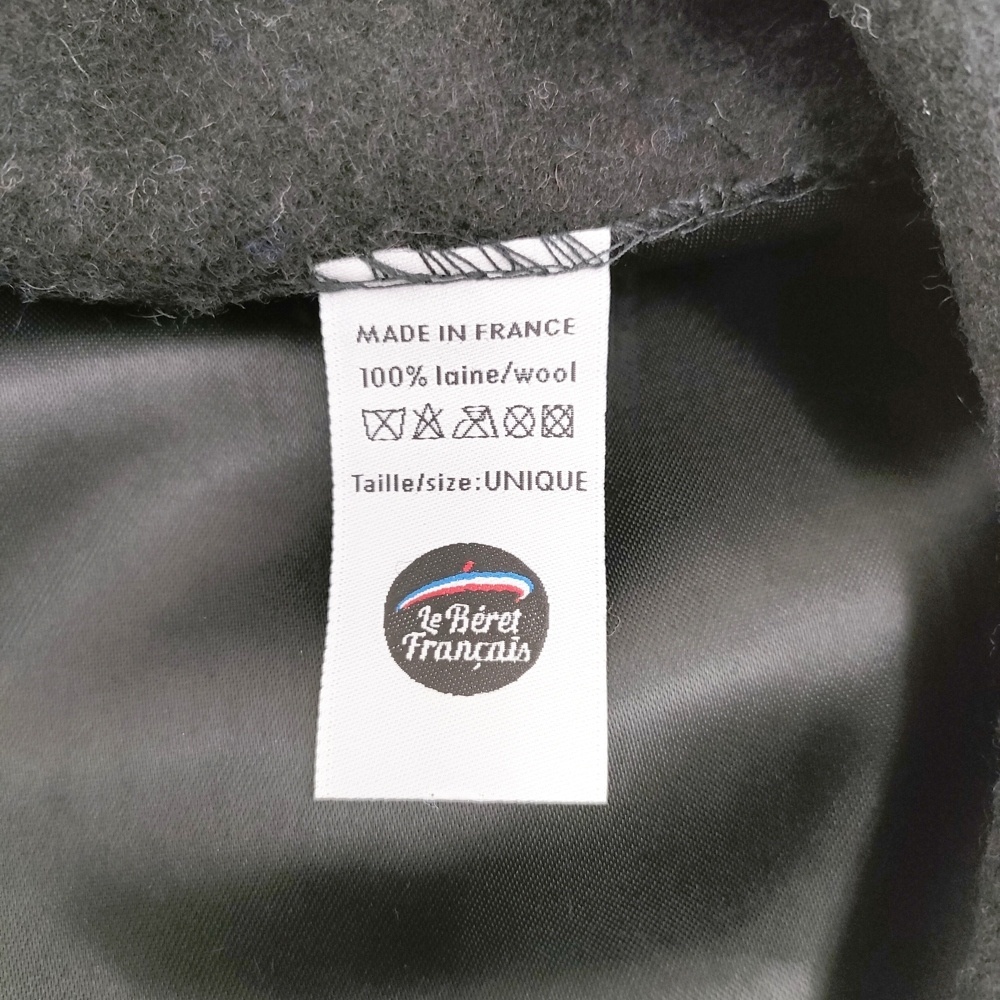 MADE IN FRANCE
100% laine/wool
Taille/size:UNIQUE
Le Béret
Français